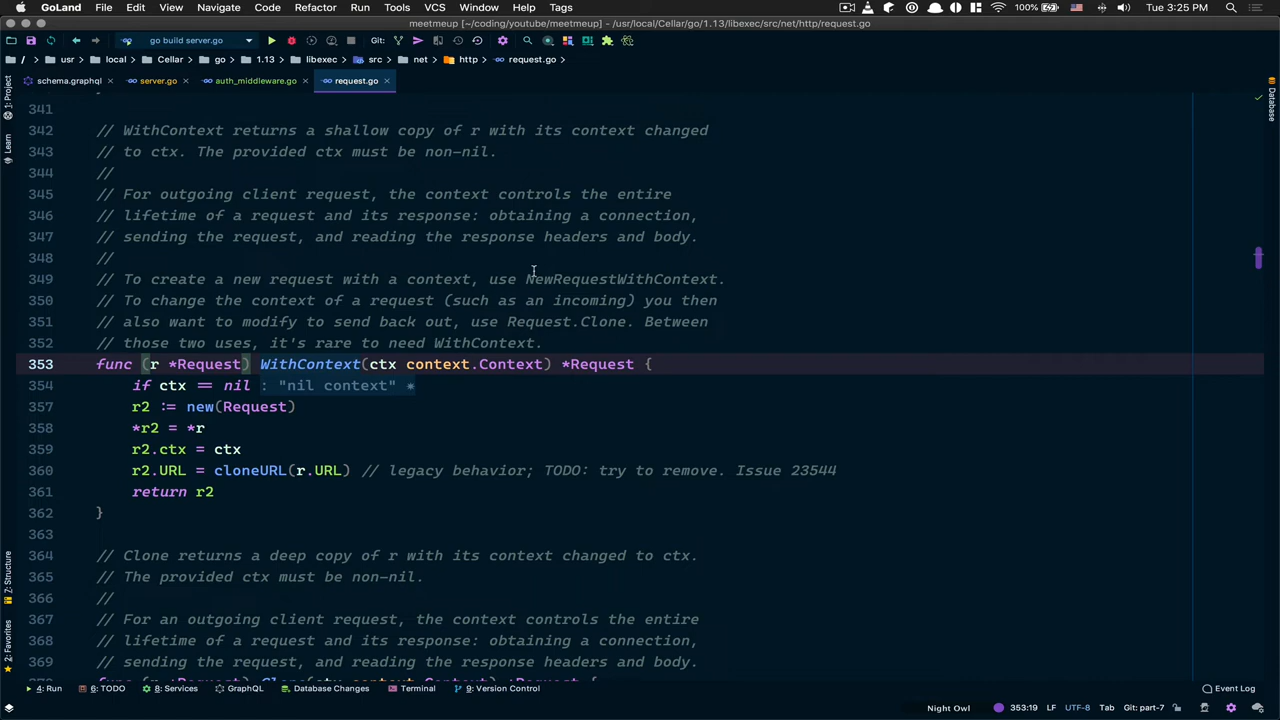 GoLand File Edit View Navigate Code Refactor Run Tools VCS Window Help 100% Tue 3:25 PM
meetmeup [~/coding/youtube/meetmeup] - /usr/local/Cellar/go/1.13/libexec/src/net/http/request.go
go build server.go Git:
/ usr local Cellar go 1.13 libexec src net http request.go
schema.graphql server.go auth_middleware.go request.go
1: Project
Learn
7: Structure
2: Favorites
Database
341
342 // WithContext returns a shallow copy of r with its context changed
343 // to ctx. The provided ctx must be non-nil.
344 //
345 // For outgoing client request, the context controls the entire
346 // lifetime of a request and its response: obtaining a connection,
347 // sending the request, and reading the response headers and body.
348 //
349 // To create a new request with a context, use NewRequestWithContext.
350 // To change the context of a request (such as an incoming) you then
351 // also want to modify to send back out, use Request.Clone. Between
352 // those two uses, it's rare to need WithContext.
353 func (r *Request) WithContext(ctx context.Context) *Request {
354 if ctx == nil : "nil context" *
357 r2 := new(Request)
358 *r2 = *r
359 r2.ctx = ctx
360 r2.URL = cloneURL(r.URL) // legacy behavior; TODO: try to remove. Issue 23544
361 return r2
362 }
363
364 // Clone returns a deep copy of r with its context changed to ctx.
365 // The provided ctx must be non-nil.
366 //
367 // For an outgoing client request, the context controls the entire
368 // lifetime of a request and its response: obtaining a connection,
369 // sending the request, and reading the response headers and body.
4: Run 6: TODO 8: Services GraphQL Database Changes Terminal 9: Version Control Event Log
Night Owl 353:19 LF UTF-8 Tab Git: part-7